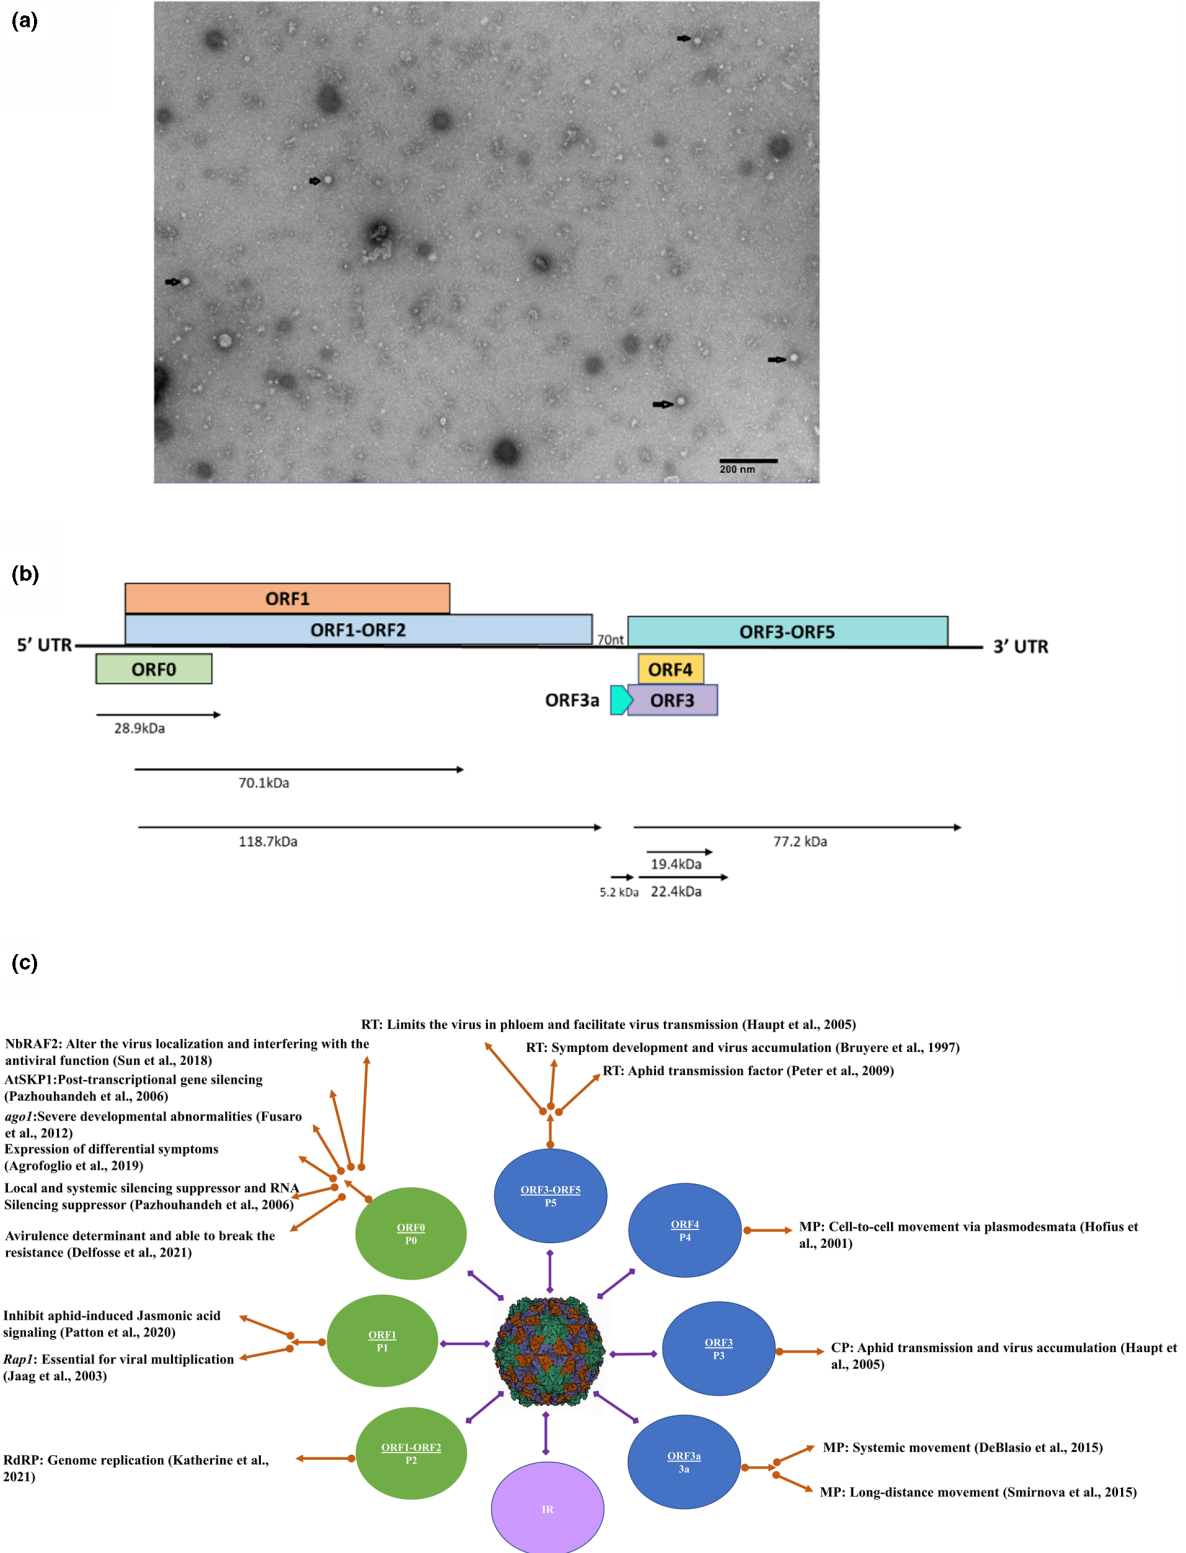 (a)
200 nm
(b)
ORF1
ORF1-ORF2
70nt
ORF3-ORF5
5’ UTR
3’ UTR
ORF0
ORF4
ORF3a
ORF3
28.9kDa
70.1kDa
118.7kDa
77.2 kDa
19.4kDa
5.2 kDa
22.4kDa
(c)
RT: Limits the virus in phloem and facilitate virus transmission (Haupt et al., 2005)
RT: Symptom development and virus accumulation (Bruyere et al., 1997)
RT: Aphid transmission factor (Peter et al., 2009)
NbRAF2: Alter the virus localization and interfering with the
antiviral function (Sun et al., 2018)
AtSKP1:Post-transcriptional gene silencing
(Pazhouhandeh et al., 2006)
ago1:Severe developmental abnormalities (Fusaro
et al., 2012)
Expression of differential symptoms
(Agrofoglio et al., 2019)
Local and systemic silencing suppressor and RNA
Silencing suppressor (Pazhouhandeh et al., 2006)
Avirulence determinant and able to break the
resistance (Delfosse et al., 2021)
ORF3-ORF5
P5
ORF0
P0
ORF4
P4
MP: Cell-to-cell movement via plasmodesmata (Hofius et
al., 2001)
Inhibit aphid-induced Jasmonic acid
signaling (Patton et al., 2020)
Rap1: Essential for viral multiplication
(Jaag et al., 2003)
ORF1
P1
ORF3
P3
CP: Aphid transmission and virus accumulation (Haupt et
al., 2005)
RdRP: Genome replication (Katherine et al.,
2021)
ORF1-ORF2
P2
ORF3a
3a
MP: Systemic movement (DeBlasio et al., 2015)
MP: Long-distance movement (Smirnova et al., 2015)
IR